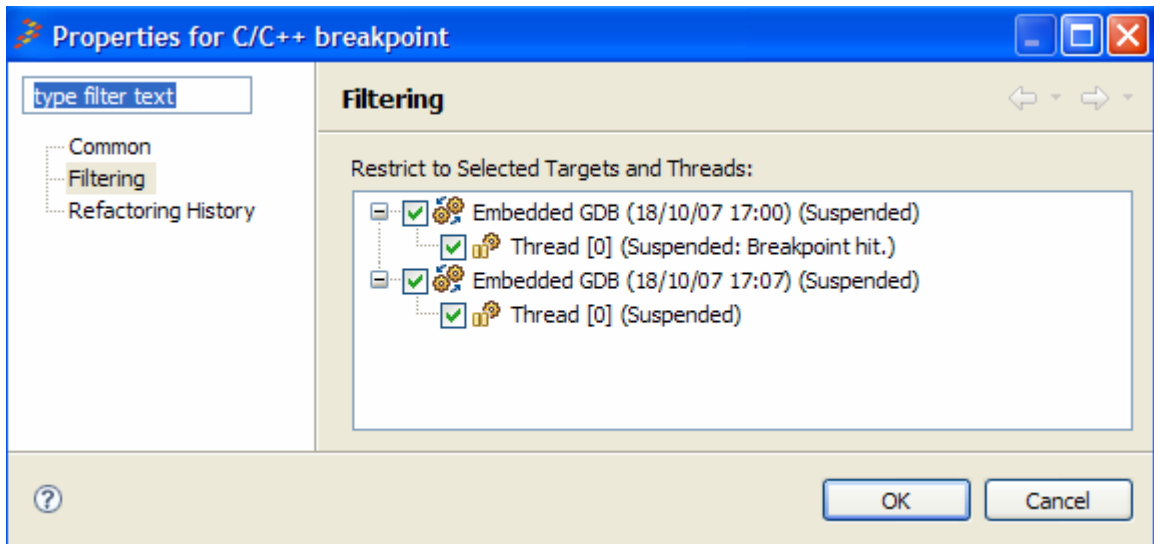 Properties for C/C++ breakpoint
type filter text
Common
Filtering
Refactoring History
Filtering
Restrict to Selected Targets and Threads:
Embedded GDB (18/10/07 17:00) (Suspended)
Thread [0] (Suspended: Breakpoint hit.)
Embedded GDB (18/10/07 17:07) (Suspended)
Thread [0] (Suspended)
?
OK
Cancel